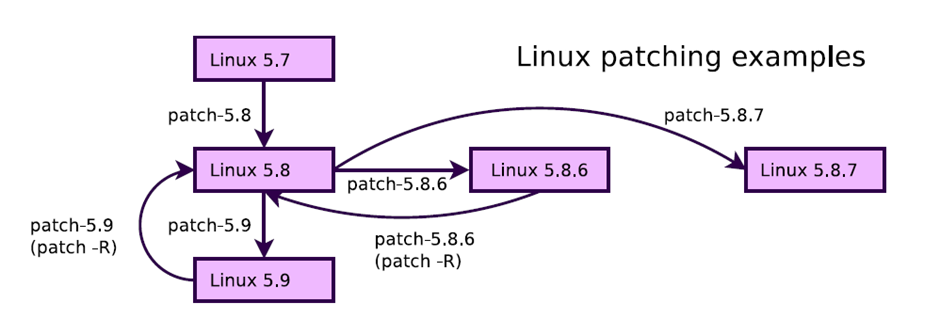 Linux patching examples
Linux 5.7
patch-5.8
patch-5.8.7
Linux 5.8
patch-5.8.6
Linux 5.8.6
Linux 5.8.7
patch-5.9
(patch -R)
patch-5.9
patch-5.8.6
(patch -R)
Linux 5.9